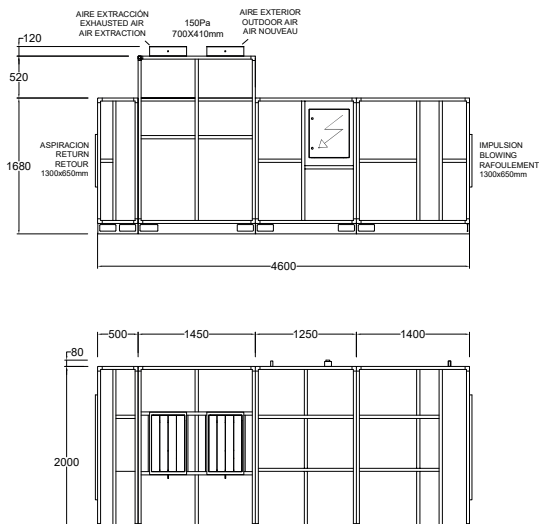 AIRE EXTRACCIÓN
EXHAUSTED AIR
AIR EXTRACTION
150Pa
700X410mm
AIRE EXTERIOR
OUTDOOR AIR
AIR NOUVEAU
120
520
1680
ASPIRACION
RETURN
RETOUR
1300x650mm
IMPULSION
BLOWING
RAFOULEMENT
1300x650mm
4600
500
1450
1250
1400
80
2000